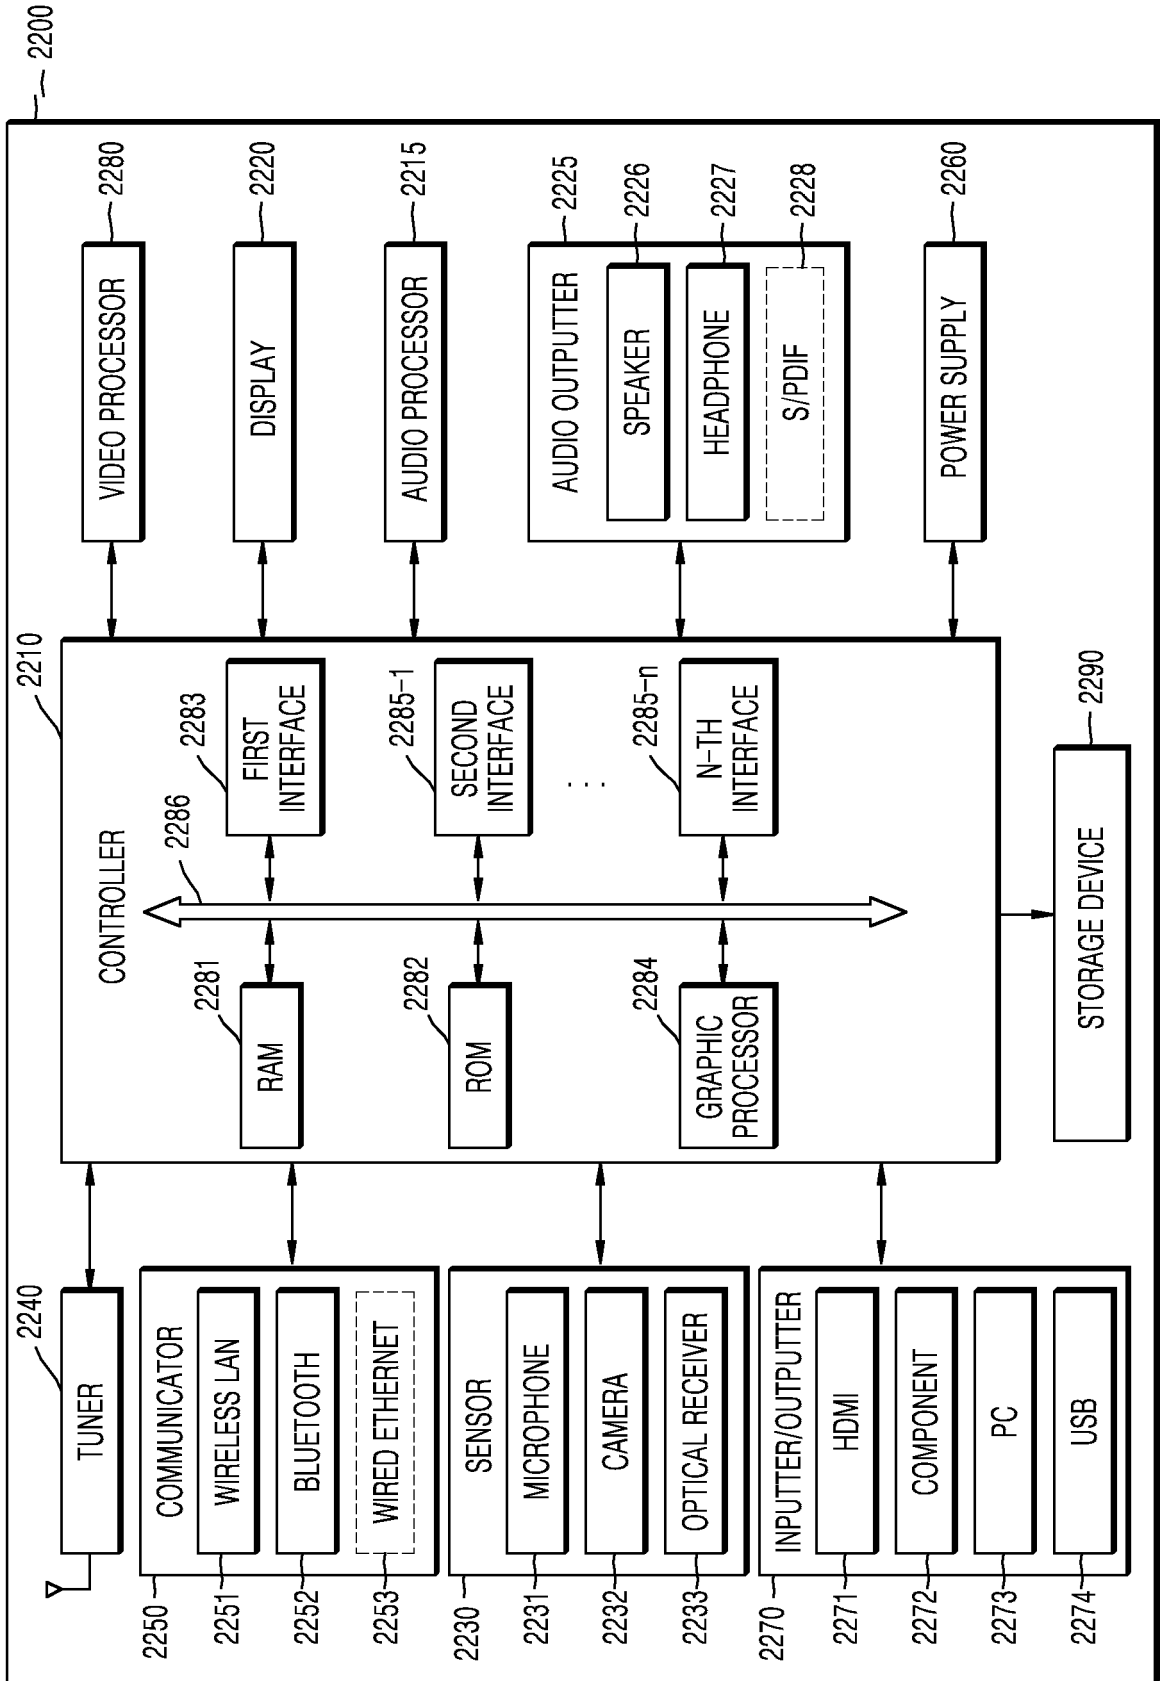 2200
2240
TUNER
2250
COMMUNICATOR
2251
WIRELESS LAN
2252
BLUETOOTH
2253
WIRED ETHERNET
2230
SENSOR
2231
MICROPHONE
2232
CAMERA
2233
OPTICAL RECEIVER
2270
INPUTTER/OUTPUTTER
2271
HDMI
2272
COMPONENT
2273
PC
2274
USB
2210
CONTROLLER
2281
RAM
2282
ROM
2284
GRAPHIC
PROCESSOR
2286
2283
FIRST
INTERFACE
2285-1
SECOND
INTERFACE
. . .
2285-n
N-TH
INTERFACE
2290
STORAGE DEVICE
VIDEO PROCESSOR
2280
DISPLAY
2220
AUDIO PROCESSOR
2215
AUDIO OUTPUTTER
2225
SPEAKER
2226
HEADPHONE
2227
S/PDIF
2228
POWER SUPPLY
2260